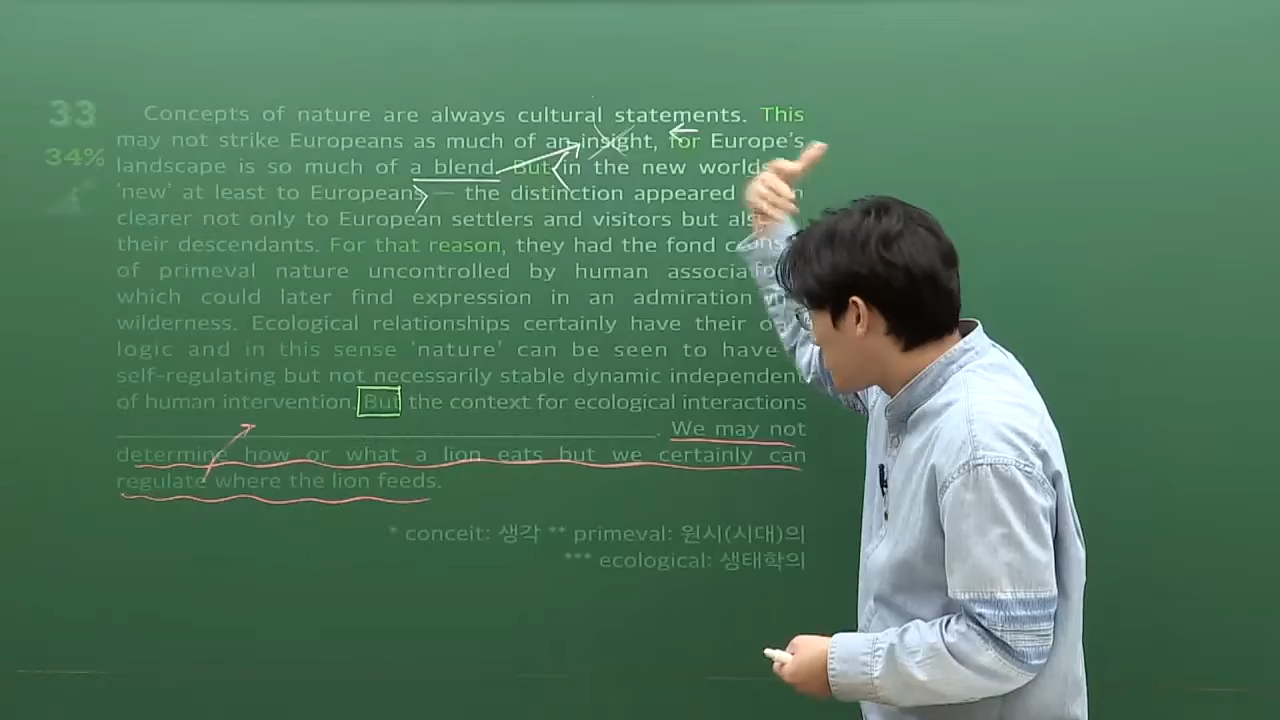 33
34%
Concepts of nature are always cultural statements. This
may not strike Europeans as much of an insight, for Europe's
landscape is so much of a blend. But in the new worlds
'new' at least to Europeans — the distinction appeared
clearer not only to European settlers and visitors but
their descendants. For that reason, they had the fond
of primeval nature uncontrolled by human
which could later find expression in an admiration
wilderness. Ecological relationships certainly have their
logic and in this sense 'nature' can be seen to have
self-regulating but not necessarily stable dynamic independent
of human intervention. But the context for ecological interactions
. We may not
determine how or what a lion eats but we certainly can
regulate where the lion feeds.
* conceit: 생각 ** primeval: 원시(시대)의
*** ecological: 생태학의